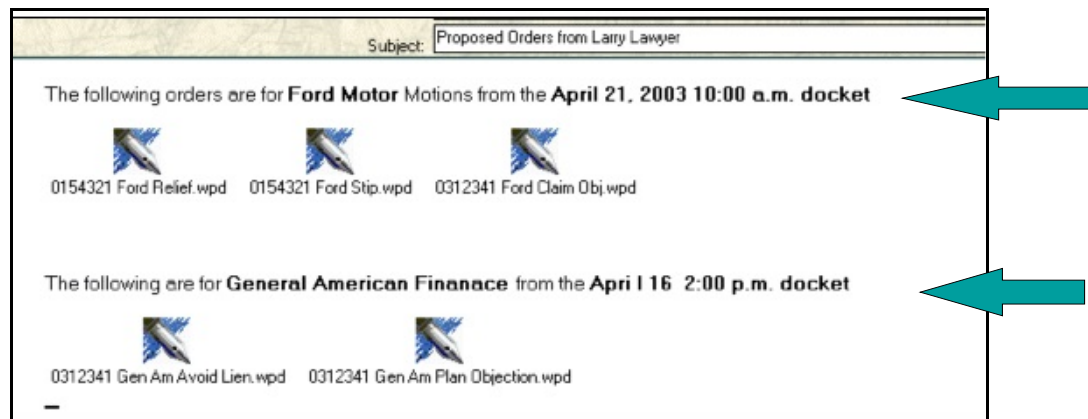 Subject: Proposed Orders from Larry Lawyer
The following orders are for Ford Motor Motions from the April 21, 2003 10:00 a.m. docket
0154321 Ford Relief.wpd 0154321 Ford Stip.wpd 0312341 Ford Claim Obj.wpd
The following are for General American Finanace from the Apri l 16 2:00 p.m. docket
0312341 Gen Am Avoid Lien.wpd 0312341 Gen Am Plan Objection.wpd